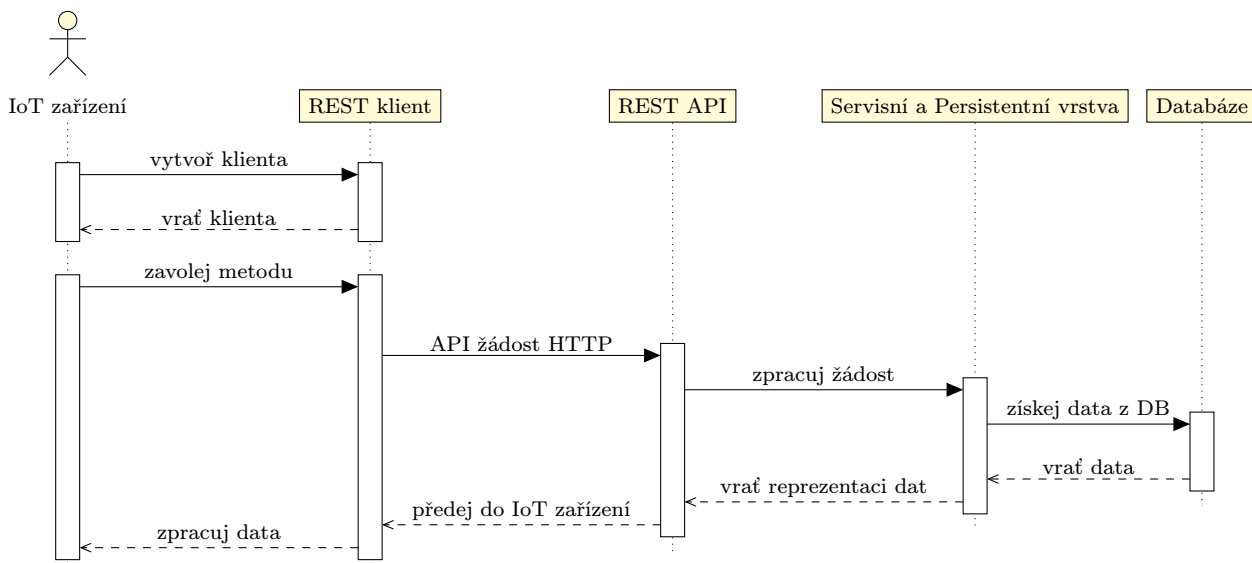 IoT zařízení
REST klient
REST API
Servisní a Persistentní vrstva
Databáze
vytvoř klienta
vrať klienta
zavolej metodu
API žádost HTTP
zpracuj žádost
získej data z DB
vrať data
vrať reprezentaci dat
předej do IoT zařízení
zpracuj data